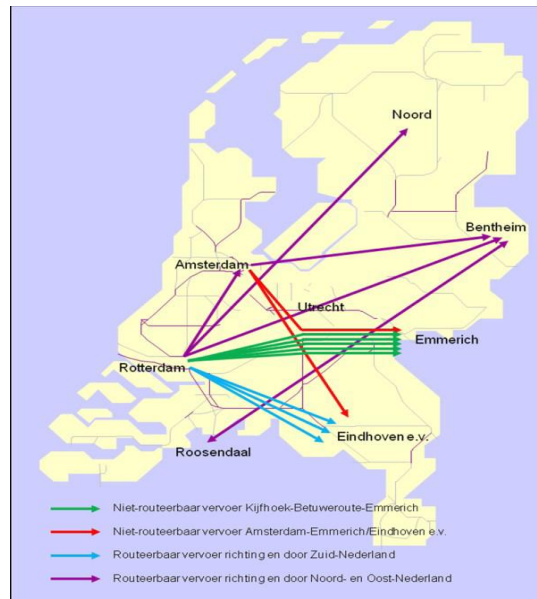 Noord
Bentheim
Amsterdam
Utrecht
Emmerich
Rotterdam
Eindhoven e.v.
Roosendaal
Niet-routeerbaar vervoer Kijfhoek-Betuweroute-Emmerich
Niet-routeerbaar vervoer Amsterdam-Emmerich/Eindhoven e.v.
Routeerbaar vervoer richting en door Zuid-Nederland
Routeerbaar vervoer richting en door Noord- en Oost-Nederland